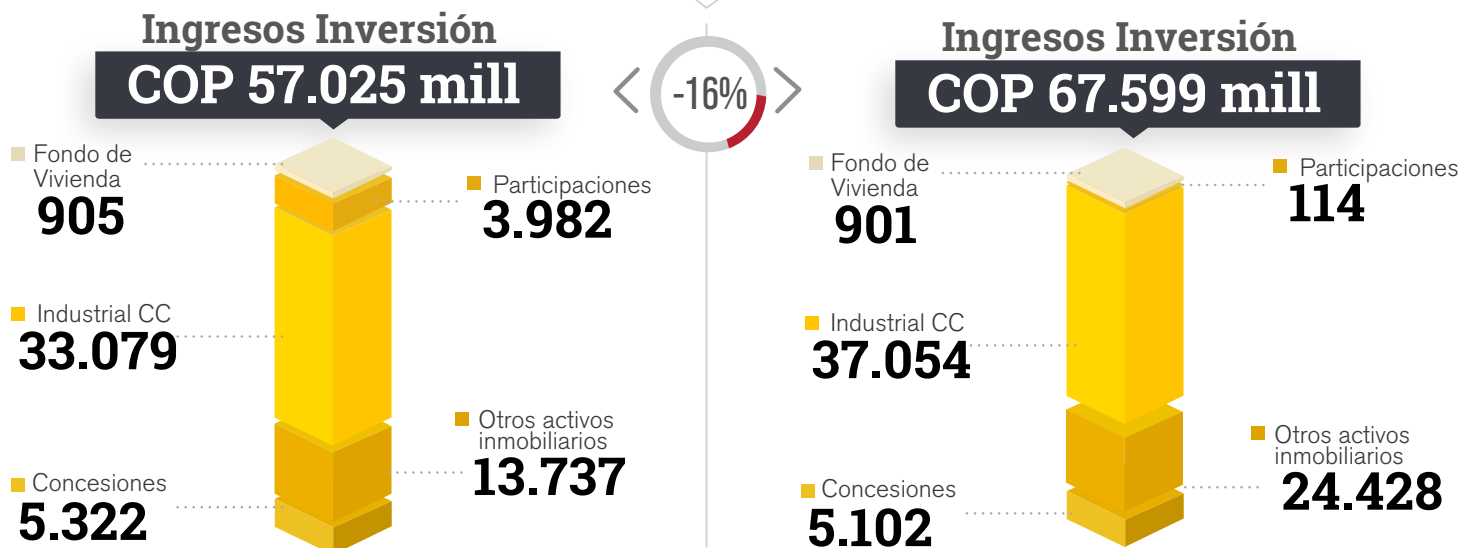 Ingresos Inversión
COP 57.025 mill
Fondo de
Vivienda
905
Participaciones
3.982
Industrial CC
33.079
Otros activos
inmobiliarios
13.737
Concesiones
5.322
-16%
Ingresos Inversión
COP 67.599 mill
Fondo de
Vivienda
901
Participaciones
114
Industrial CC
37.054
Otros activos
inmobiliarios
24.428
Concesiones
5.102